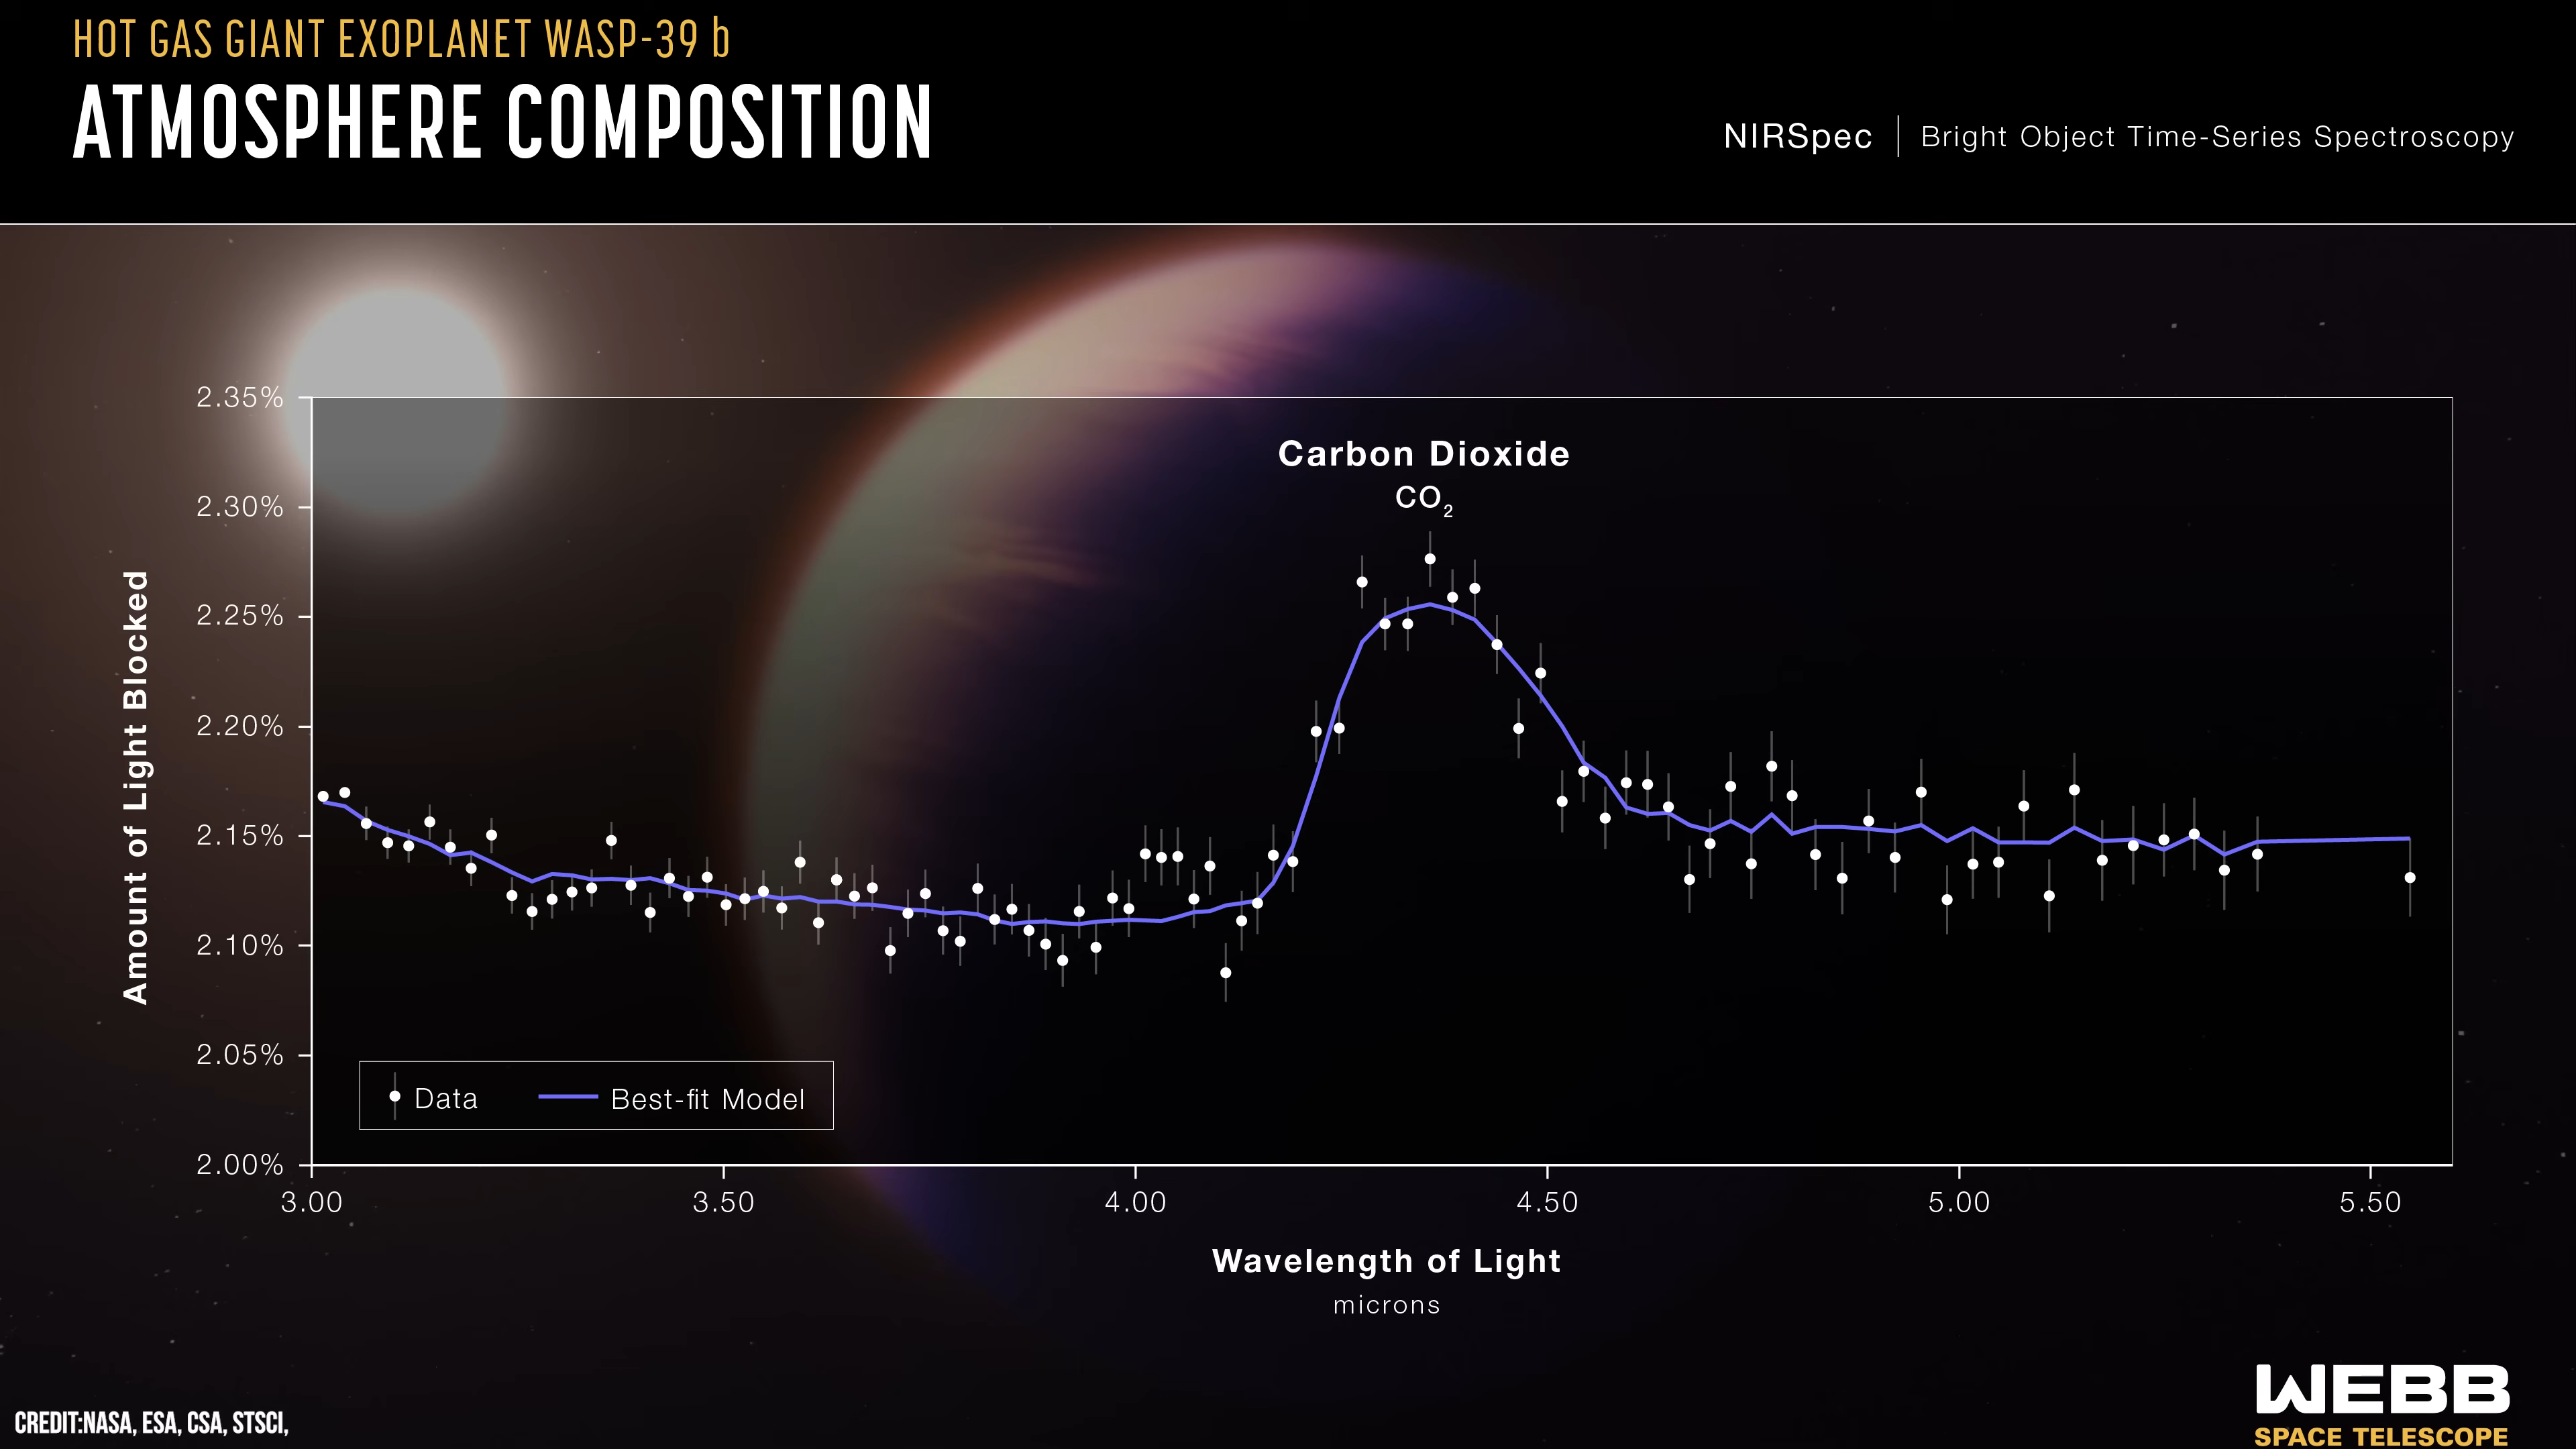 HOT GAS GIANT EXOPLANET WASP-39 b
ATMOSPHERE COMPOSITION
NIRSpec | Bright Object Time-Series Spectroscopy
2.35%
2.30%
2.25%
2.20%
2.15%
2.10%
2.05%
2.00%
Amount of Light Blocked
Carbon Dioxide
CO₂
Data
Best-fit Model
3.00 3.50 4.00 4.50 5.00 5.50
Wavelength of Light
microns
CREDIT:NASA, ESA, CSA, STSCI,
WEBB
SPACE TELESCOPE